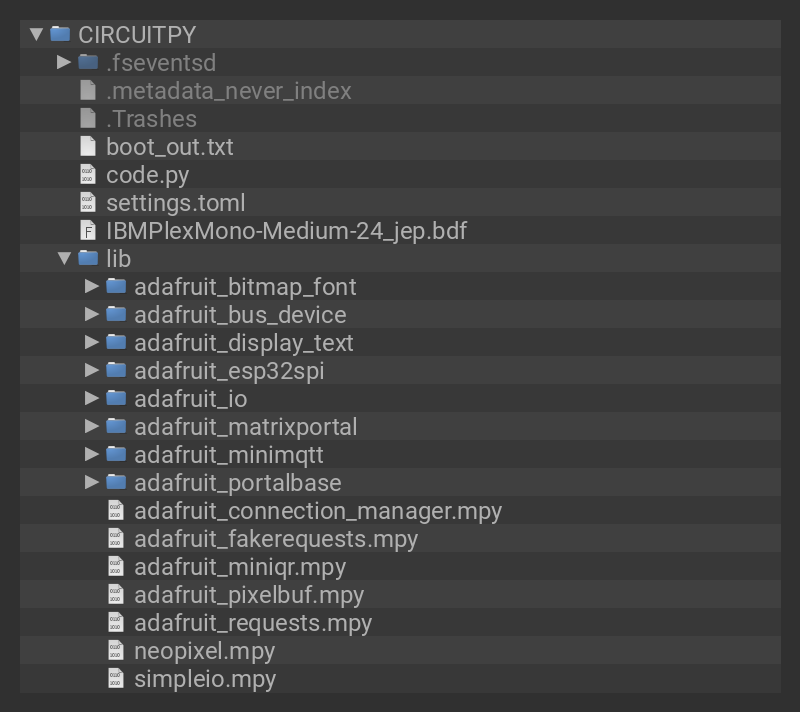 CIRCUITPY
.fseventsd
.metadata_never_index
.Trashes
boot_out.txt
code.py
settings.toml
IBMPlexMono-Medium-24_jep.bdf
lib
adafruit_bitmap_font
adafruit_bus_device
adafruit_display_text
adafruit_esp32spi
adafruit_io
adafruit_matrixportal
adafruit_minimqtt
adafruit_portalbase
adafruit_connection_manager.mpy
adafruit_fakerequests.mpy
adafruit_miniqr.mpy
adafruit_pixelbuf.mpy
adafruit_requests.mpy
neopixel.mpy
simpleio.mpy